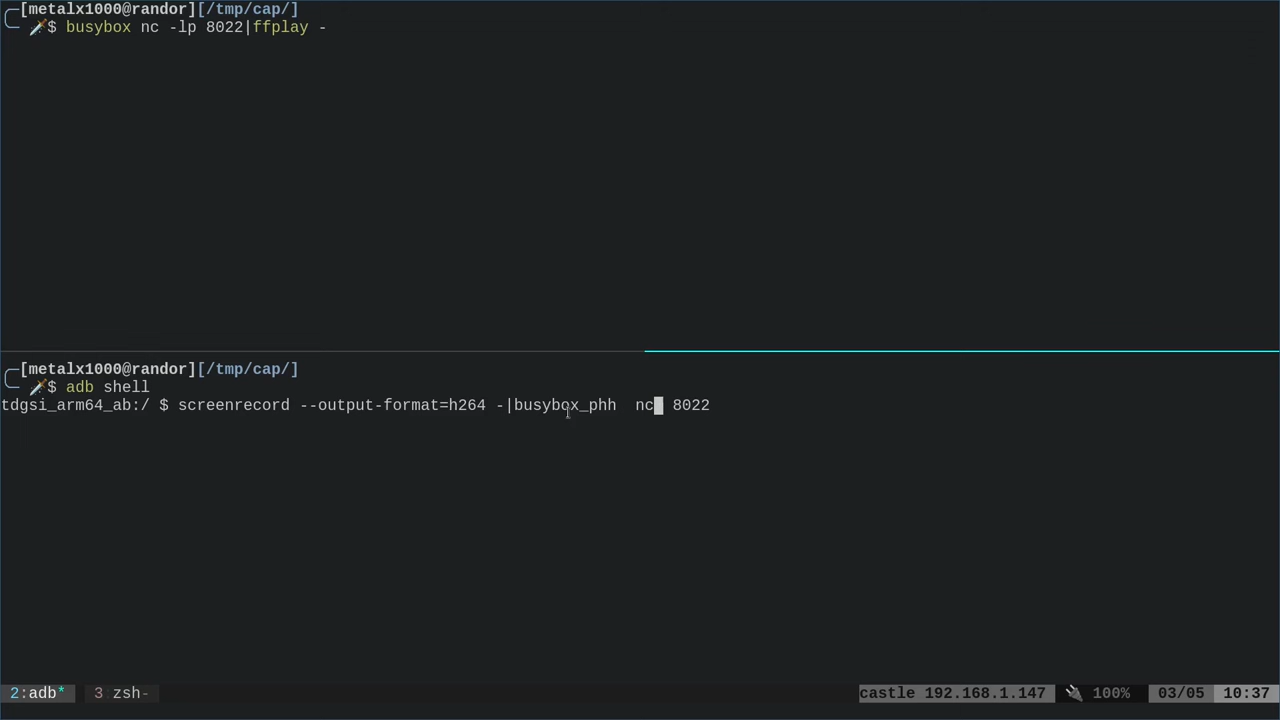 [metalx1000@randor][/tmp/cap/]
$ busybox nc -lp 8022|ffplay -
[metalx1000@randor][/tmp/cap/]
$ adb shell
tdgsi_arm64_ab:/ $ screenrecord --output-format=h264 -|busybox_phh  nc  8022
2:adb* 3 zsh- castle 192.168.1.147 100% 03/05 10:37